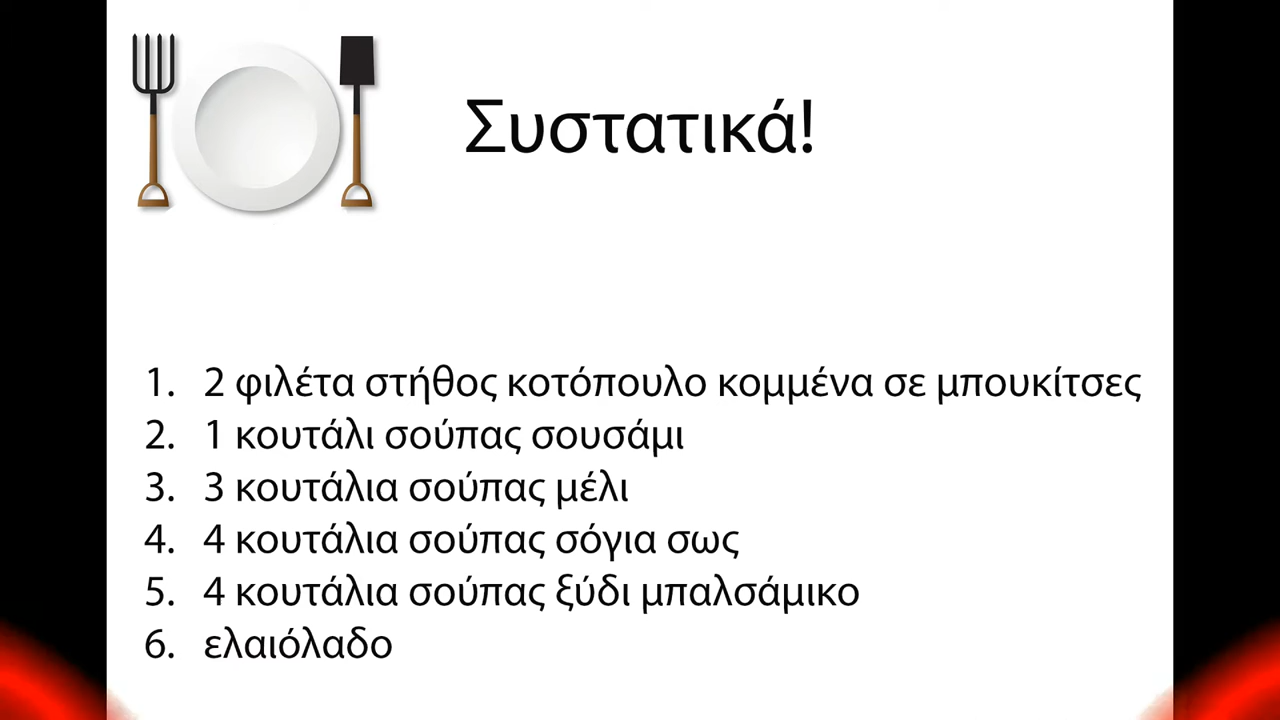 Συστατικά!
1. 2 φιλέτα στήθος κοτόπουλο κομμένα σε μπουκίτσες
2. 1 κουτάλι σούπας σουσάμι
3. 3 κουτάλια σούπας μέλι
4. 4 κουτάλια σούπας σόγια σως
5. 4 κουτάλια σούπας ξύδι μπαλσάμικο
6. ελαιόλαδο